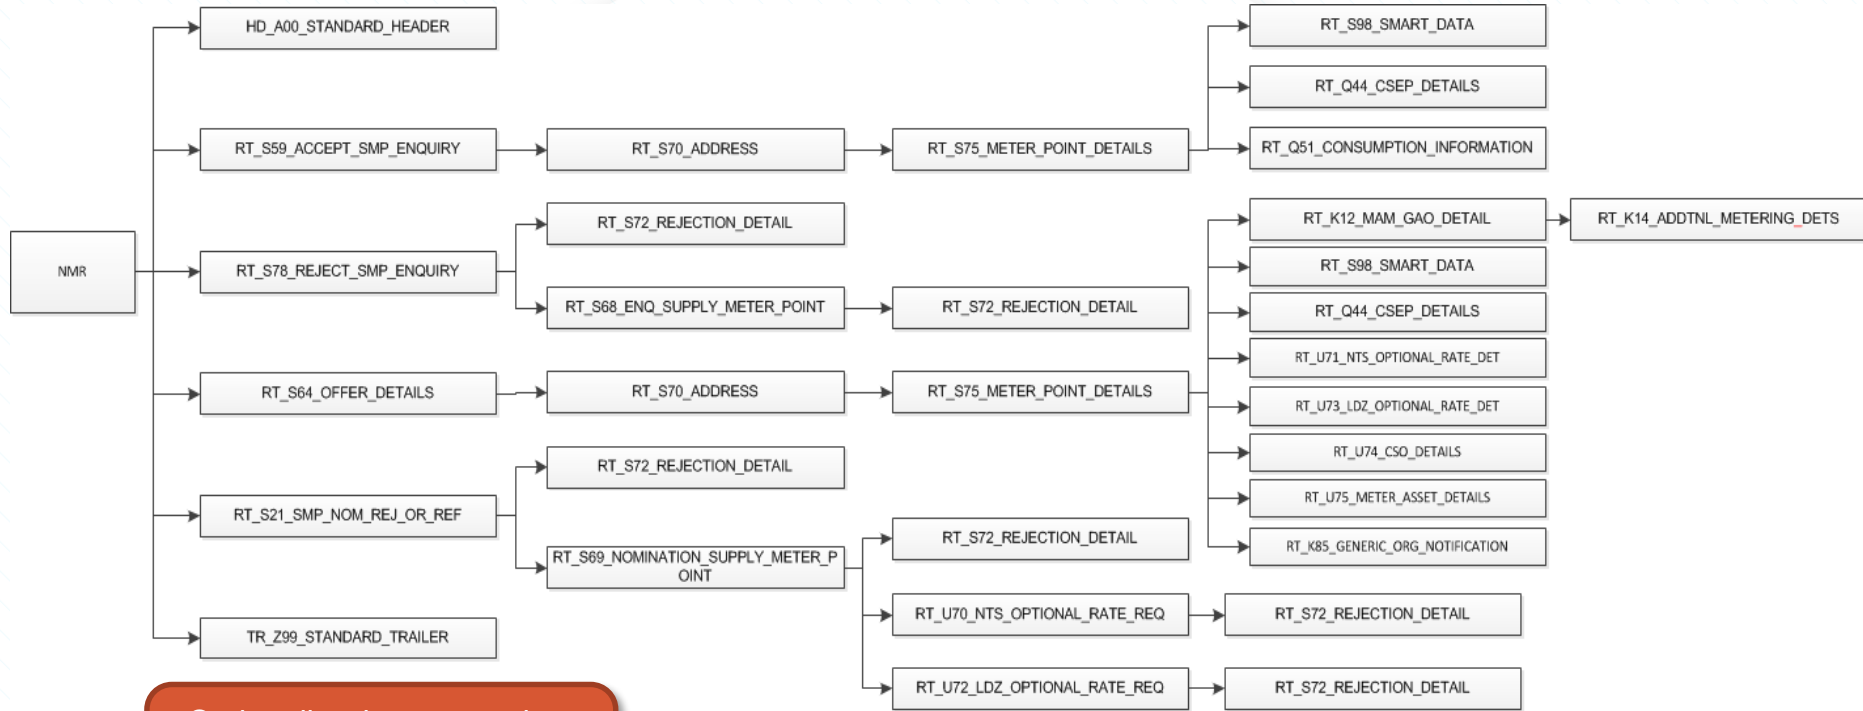 HD_A00_STANDARD_HEADER
RT_S59_ACCEPT_SMP_ENQUIRY
RT_S70_ADDRESS
RT_S75_METER_POINT_DETAILS
RT_S98_SMART_DATA
RT_Q44_CSEP_DETAILS
RT_Q51_CONSUMPTION_INFORMATION
NMR
RT_S78_REJECT_SMP_ENQUIRY
RT_S72_REJECTION_DETAIL
RT_S68_ENQ_SUPPLY_METER_POINT
RT_S72_REJECTION_DETAIL
RT_S64_OFFER_DETAILS
RT_S70_ADDRESS
RT_S75_METER_POINT_DETAILS
RT_K12_MAM_GAO_DETAIL
RT_K14_ADDTNL_METERING_DETS
RT_S98_SMART_DATA
RT_Q44_CSEP_DETAILS
RT_U71_NTS_OPTIONAL_RATE_DET
RT_U73_LDZ_OPTIONAL_RATE_DET
RT_U74_CSO_DETAILS
RT_U75_METER_ASSET_DETAILS
RT_K85_GENERIC_ORG_NOTIFICATION
RT_S21_SMP_NOM_REJ_OR_REF
RT_S72_REJECTION_DETAIL
RT_S69_NOMINATION_SUPPLY_METER_P
OINT
RT_S72_REJECTION_DETAIL
RT_U70_NTS_OPTIONAL_RATE_REQ
RT_S72_REJECTION_DETAIL
RT_U72_LDZ_OPTIONAL_RATE_REQ
RT_S72_REJECTION_DETAIL
TR_Z99_STANDARD_TRAILER